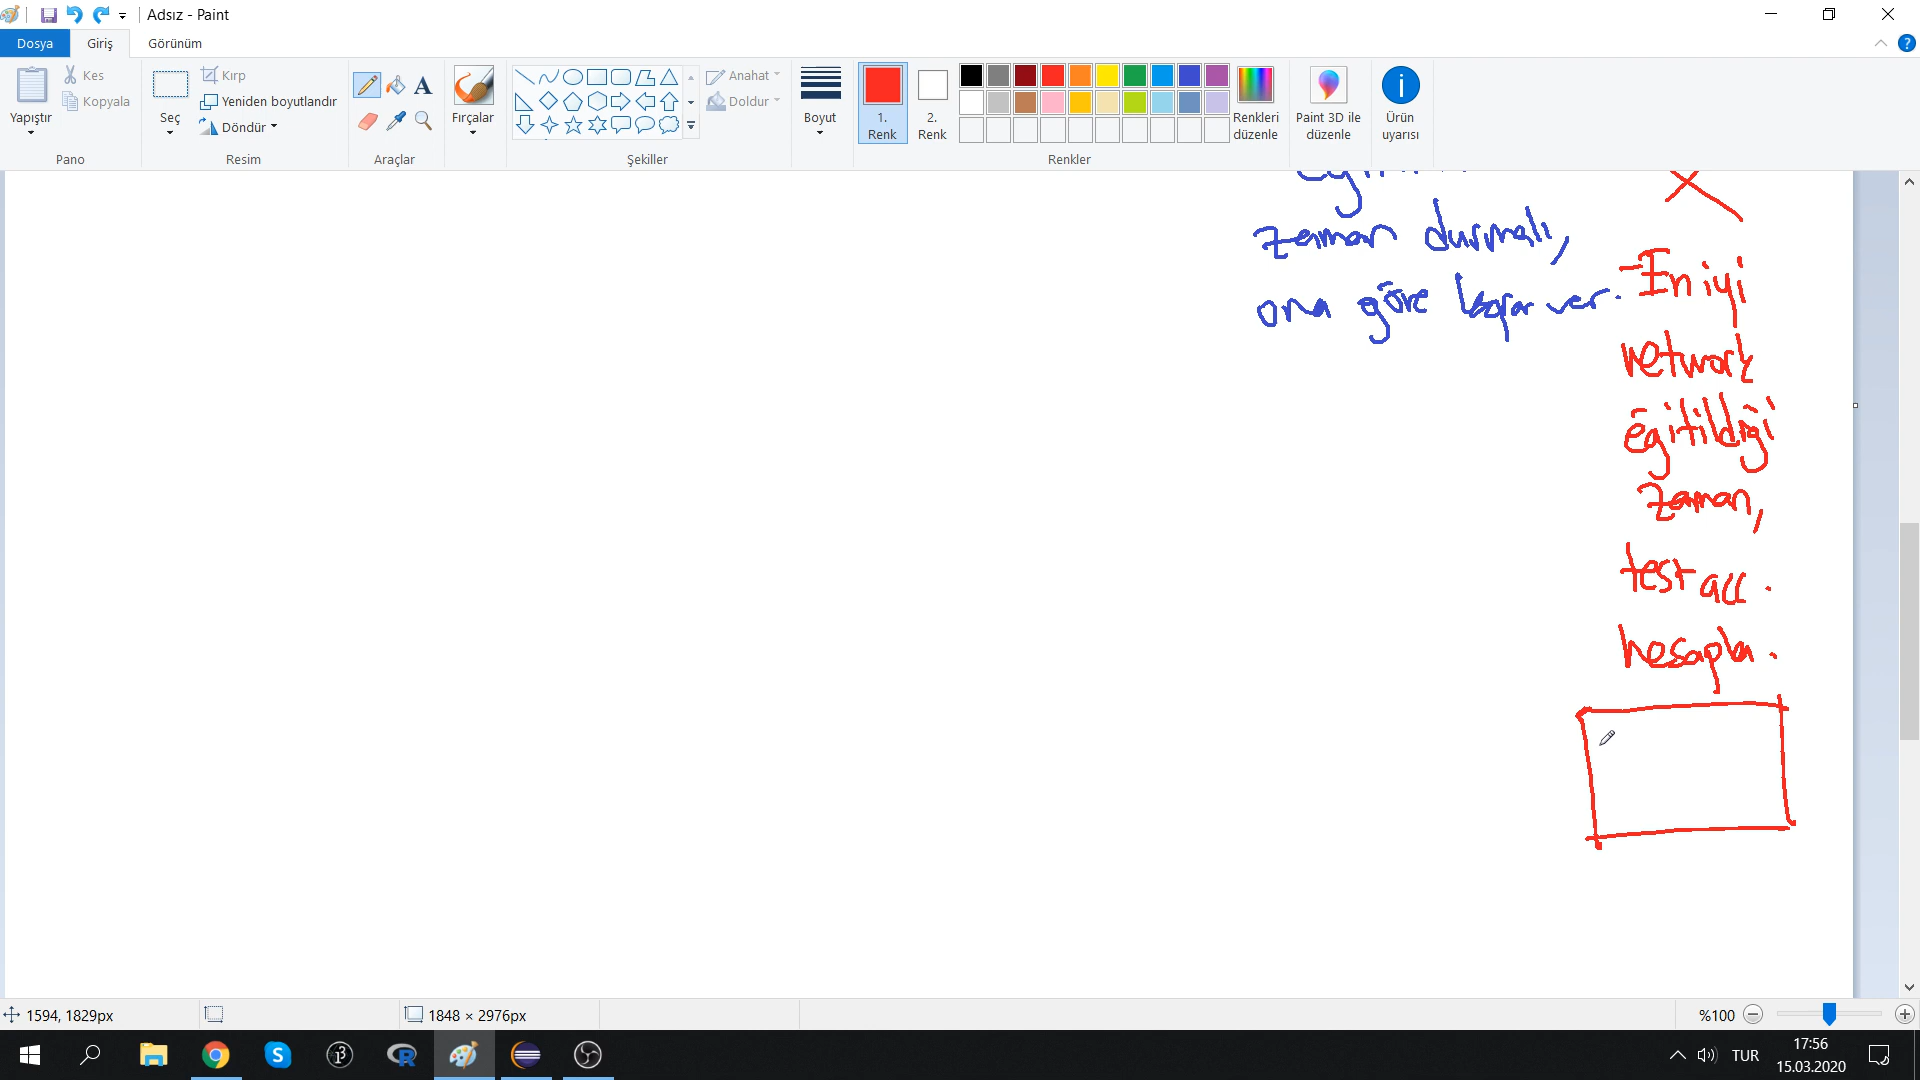 Adsız - Paint
Dosya
Giriş
Görünüm
Yapıştır
Kes
Kopyala
Pano
Seç
Kırp
Yeniden boyutlandır
Döndür
Resim
Araçlar
Fırçalar
Şekiller
Anahat
Doldur
Boyut
1.
Renk
2.
Renk
Renkleri
düzenle
Renkler
Paint 3D ile
düzenle
Ürün
uyarısı
zaman durmalı,
ona göre karar ver.
-En iyi
network
eğitildiği
zaman,
test acc.
hesapla.
1594, 1829px
1848 × 2976px
%100
TUR
17:56
15.03.2020